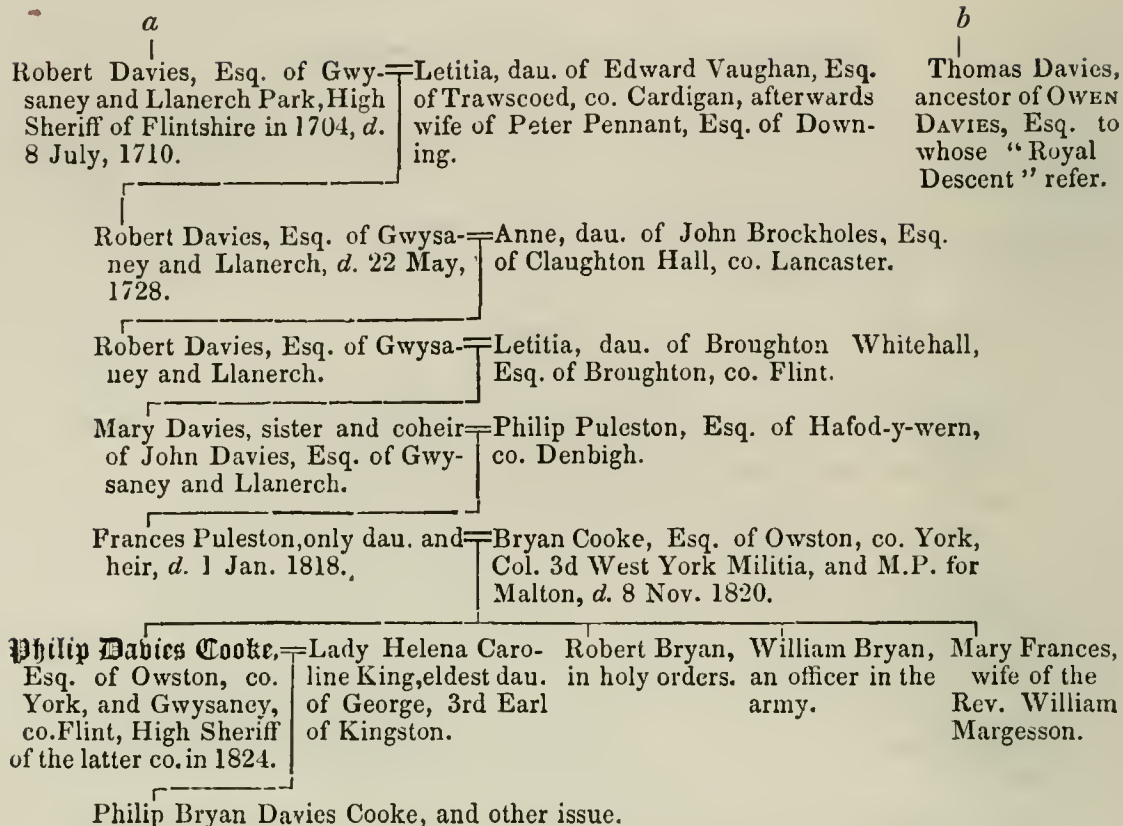 a
b
Robert Davies, Esq. of Gwy-
saney and Llanerch Park, High
Sheriff of Flintshire in 1704, d.
8 July, 1710.
Letitia, dau. of Edward Vaughan, Esq.
of Trawscoed, co. Cardigan, afterwards
wife of Peter Pennant, Esq. of Down-
ing.
Thomas Davies,
ancestor of OWEN
DAVIES, Esq. to
whose “Royal
Descent” refer.
Robert Davies, Esq. of Gwysa-
ney and Llanerch, d. 22 May,
1728.
Anne, dau. of John Brockholes, Esq.
of Claughton Hall, co. Lancaster.
Robert Davies, Esq. of Gwysa-
ney and Llanerch.
Letitia, dau. of Broughton Whitehall,
Esq. of Broughton, co. Flint.
Mary Davies, sister and coheir
of John Davies, Esq. of Gwy-
saney and Llanerch.
Philip Puleston, Esq. of Hafod-y-wern,
co. Denbigh.
Frances Puleston, only dau. and
heir, d. 1 Jan. 1818.
Bryan Cooke, Esq. of Owston, co. York,
Col. 3d West York Militia, and M.P. for
Malton, d. 8 Nov. 1820.
Philip Davies Cooke,
Esq. of Owston, co.
York, and Gwysaney,
co. Flint, High Sheriff
of the latter co. in 1824.
Lady Helena Caro-
line King, eldest dau.
of George, 3rd Earl
of Kingston.
Robert Bryan,
in holy orders.
William Bryan,
an officer in the
army.
Mary Frances,
wife of the
Rev. William
Margesson.
Philip Bryan Davies Cooke, and other issue.